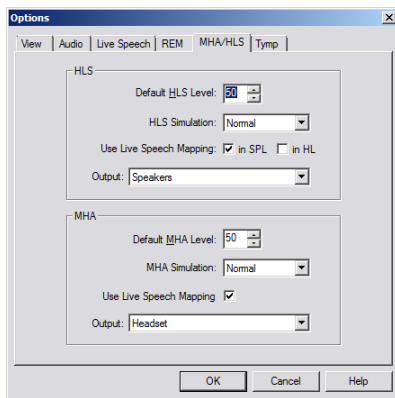 Options
View Audio Live Speech REM MHA/HLS Tymp
HLS
Default HLS Level: 50
HLS Simulation: Normal
Use Live Speech Mapping: in SPL in HL
Output: Speakers
MHA
Default MHA Level: 50
MHA Simulation: Normal
Use Live Speech Mapping
Output: Headset
OK Cancel Help